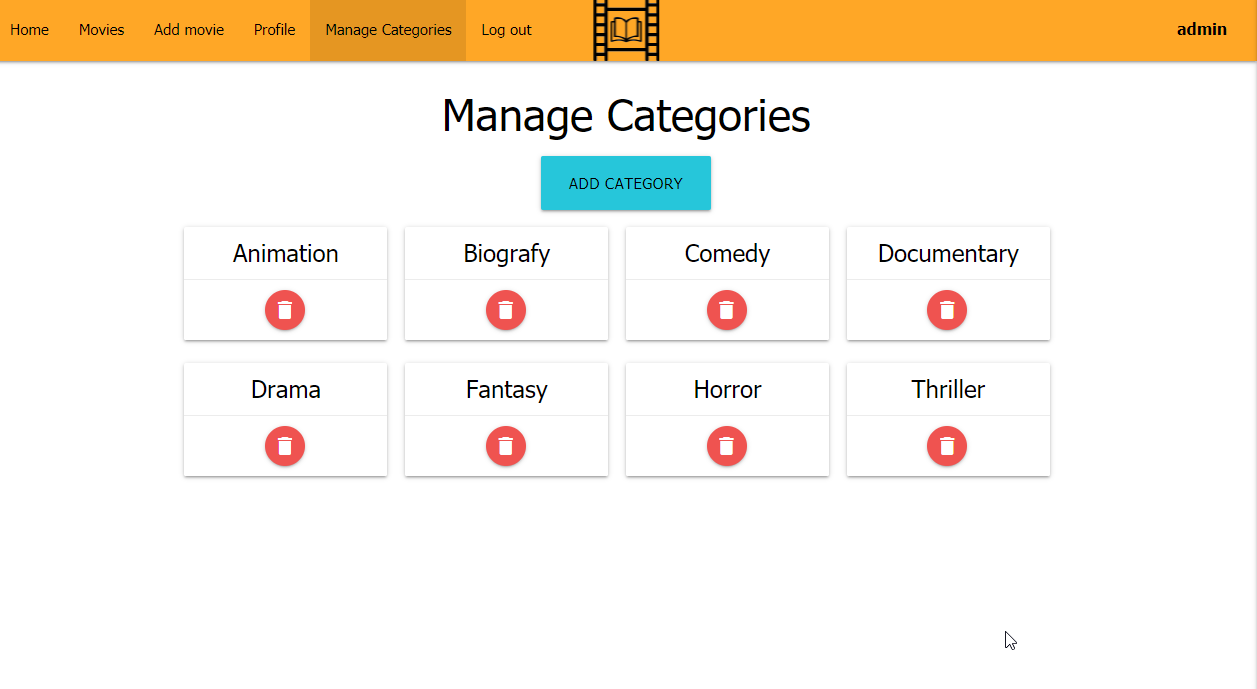 Home Movies Add movie Profile Manage Categories Log out admin
Manage Categories
ADD CATEGORY
Animation Biografy Comedy Documentary
Drama Fantasy Horror Thriller